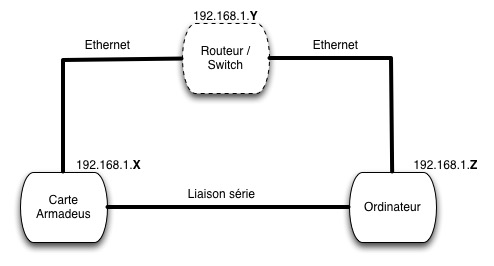 192.168.1.Y
Ethernet
Routeur /
Switch
Ethernet
192.168.1.X
192.168.1.Z
Carte
Armadeus
Liaison série
Ordinateur